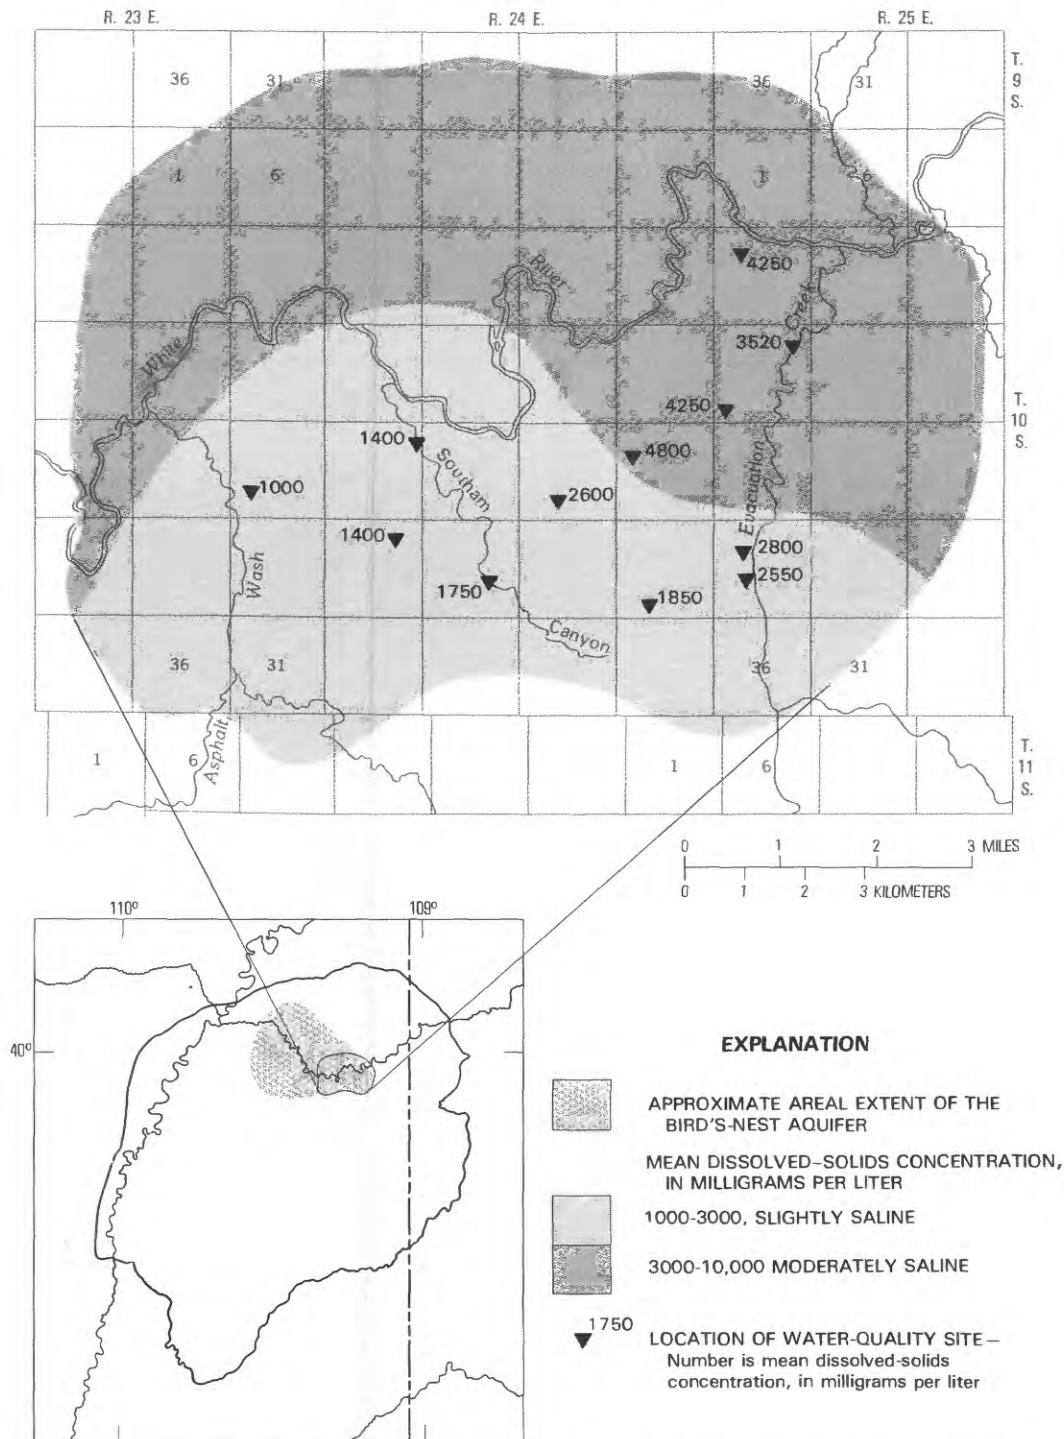 R. 23 E. R. 24 E. R. 25 E.
36 31 36 31
T.
9
S.
1 6 1 6
River
4250
Creek
3520
White
4250
T.
10
S.
1400
4800
Southam
Evacuation
1000
2600
1400
2800
Wash
1750
2550
1850
Canyon
36 31 36 31
Asphalt
1 6 1 6
T.
11
S.
0 1 2 3 MILES
0 1 2 3 KILOMETERS
110° 109°
40°
EXPLANATION
APPROXIMATE AREAL EXTENT OF THE
BIRD'S-NEST AQUIFER
MEAN DISSOLVED-SOLIDS CONCENTRATION,
IN MILLIGRAMS PER LITER
1000-3000, SLIGHTLY SALINE
3000-10,000 MODERATELY SALINE
1750
LOCATION OF WATER-QUALITY SITE—
Number is mean dissolved-solids
concentration, in milligrams per liter